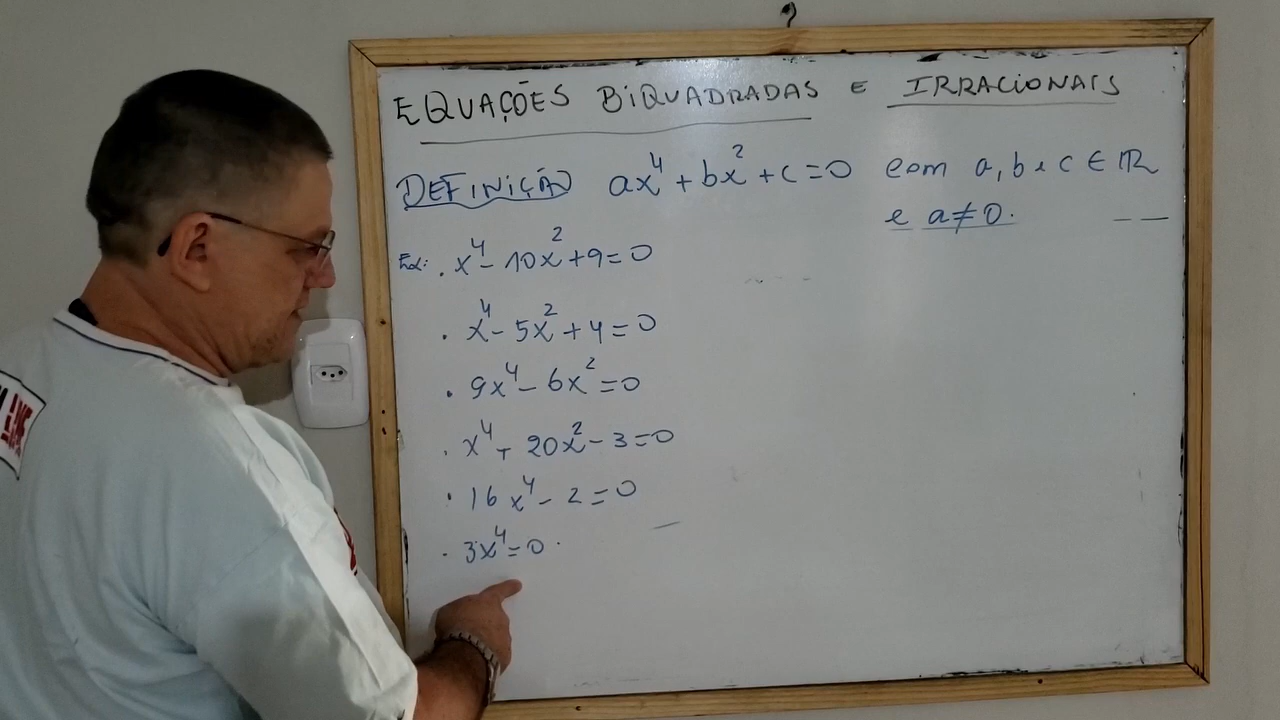 EQUAÇÕES BIQUADRADAS E IRRACIONAIS
DEFINIÇÃO ax⁴ + bx² + c = 0 com a, b e c ∈ ℝ
e a ≠ 0.
Ex: . x⁴ - 10x² + 9 = 0
. x⁴ - 5x² + 4 = 0
. 9x⁴ - 6x² = 0
. x⁴ + 20x² - 3 = 0
. 16x⁴ - 2 = 0
. 3x⁴ = 0.